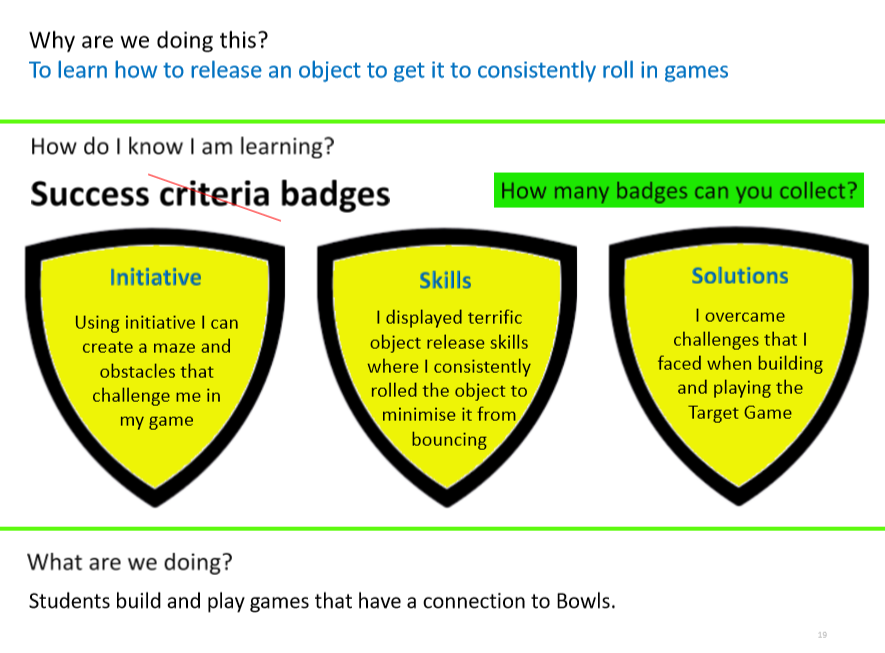 Why are we doing this?
To learn how to release an object to get it to consistently roll in games
How do I know I am learning?
Success criteria badges
How many badges can you collect?
Initiative
Using initiative I can
create a maze and
obstacles that
challenge me in
my game
Skills
I displayed terrific
object release skills
where I consistently
rolled the object to
minimise it from
bouncing
Solutions
I overcame
challenges that I
faced when building
and playing the
Target Game
What are we doing?
Students build and play games that have a connection to Bowls.
19